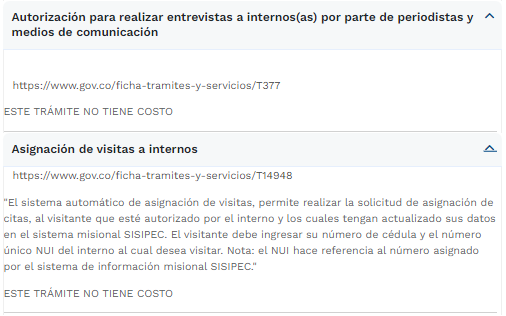 Autorización para realizar entrevistas a internos(as) por parte de periodistas y
medios de comunicación
https://www.gov.co/ficha-tramites-y-servicios/T377
ESTE TRÁMITE NO TIENE COSTO
Asignación de visitas a internos
https://www.gov.co/ficha-tramites-y-servicios/T14948
"El sistema automático de asignación de visitas, permite realizar la solicitud de asignación de
citas, al visitante que esté autorizado por el interno y los cuales tengan actualizado sus datos
en el sistema misional SISIPEC. El visitante debe ingresar su número de cédula y el número
único NUI del interno al cual desea visitar. Nota: el NUI hace referencia al número asignado
por el sistema de información misional SISIPEC."
ESTE TRÁMITE NO TIENE COSTO